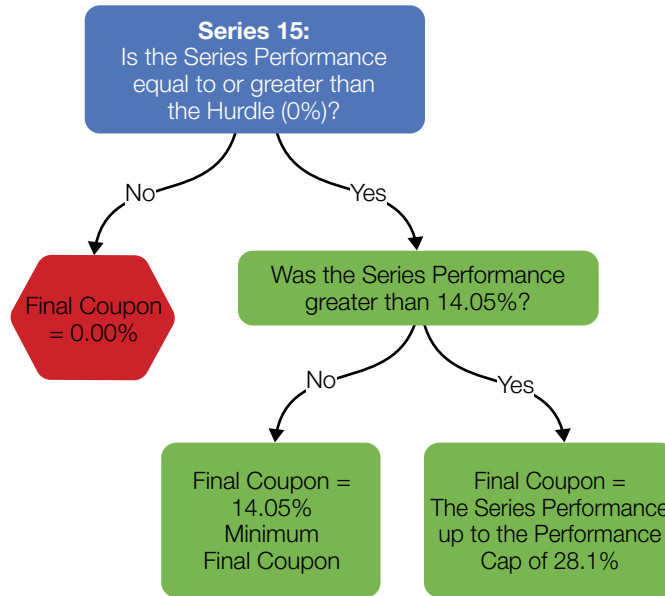 Series 15:
Is the Series Performance
equal to or greater than
the Hurdle (0%)?
No
Yes
Final Coupon
= 0.00%
Was the Series Performance
greater than 14.05%?
No
Yes
Final Coupon =
14.05%
Minimum
Final Coupon
Final Coupon =
The Series Performance
up to the Performance
Cap of 28.1%